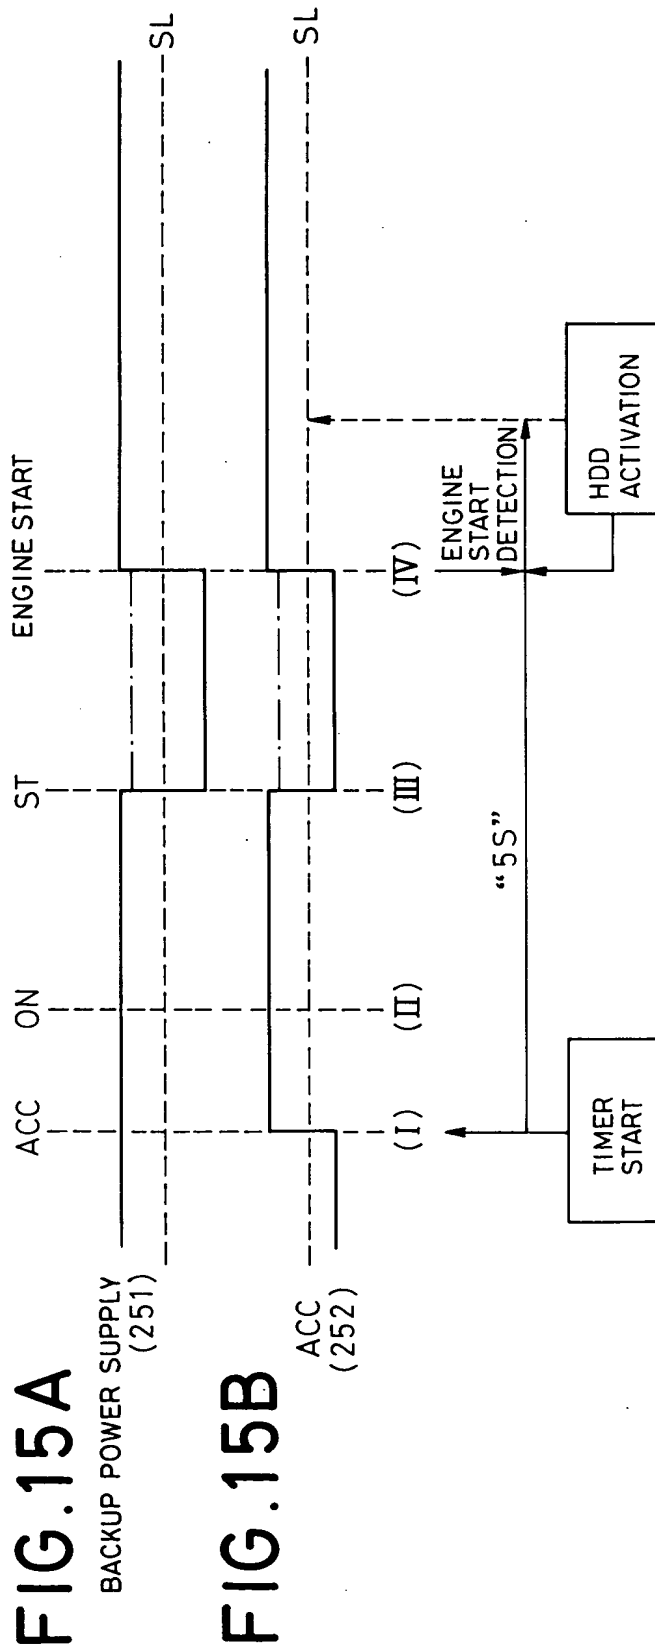 FIG.15A
BACKUP POWER SUPPLY
(251)
ACC
ON
ST
ENGINE START
SL
FIG.15B
ACC
(252)
SL
(I)
(II)
(III)
(IV)
ENGINE
START
DETECTION
"5S"
TIMER
START
HDD
ACTIVATION